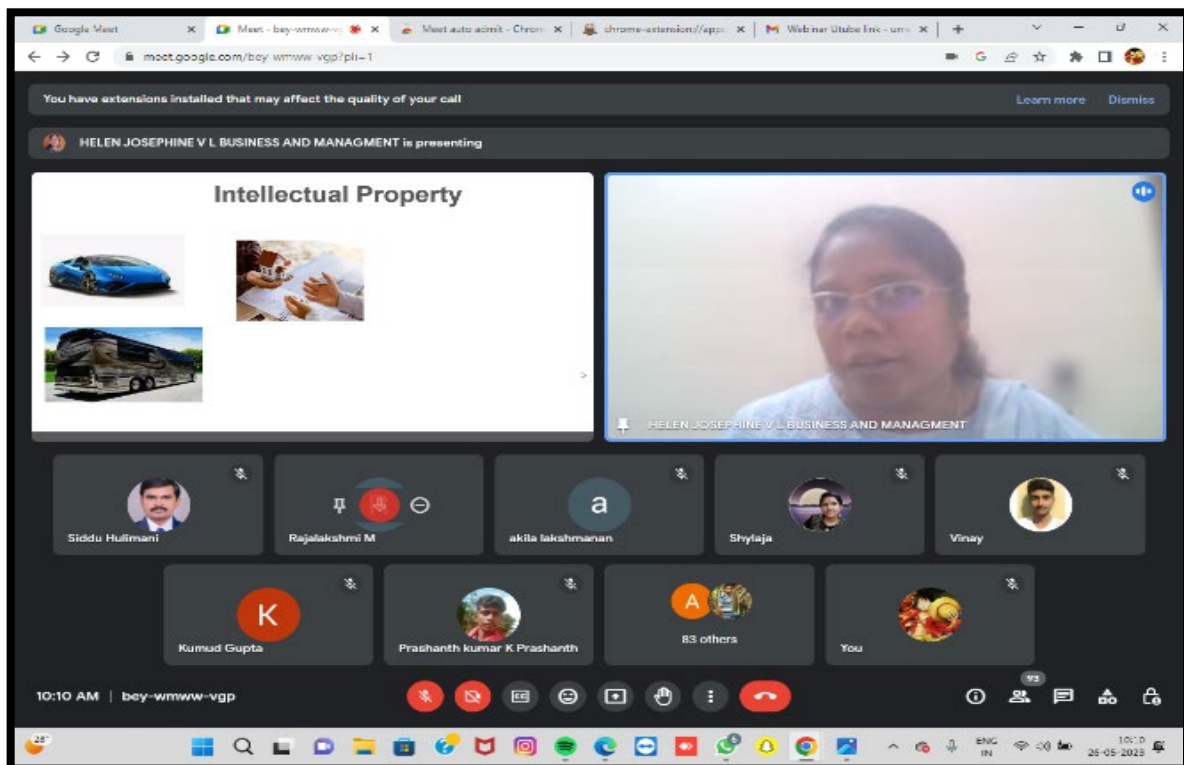 Google Meet
Meet - bey-wmww-v
Meet auto admit - Chrom
chrome-extension://app
Webinar Utube link - um
meet.google.com/bey-wmww-vgp?pli=1
You have extensions installed that may affect the quality of your call
Learn more Dismiss
HELEN JOSEPHINE V L BUSINESS AND MANAGMENT is presenting
Intellectual Property
HELEN JOSEPHINE V L BUSINESS AND MANAGMENT
a
Siddu Hulimani
Rajalakshmi M
akila lakshmanan
Shylaja
Vinay
K
A
Kumud Gupta
Prashanth kumar K Prashanth
83 others
You
10:10 AM | bey-wmww-vgp
93
28°
ENG
IN
10:10
26-05-2023